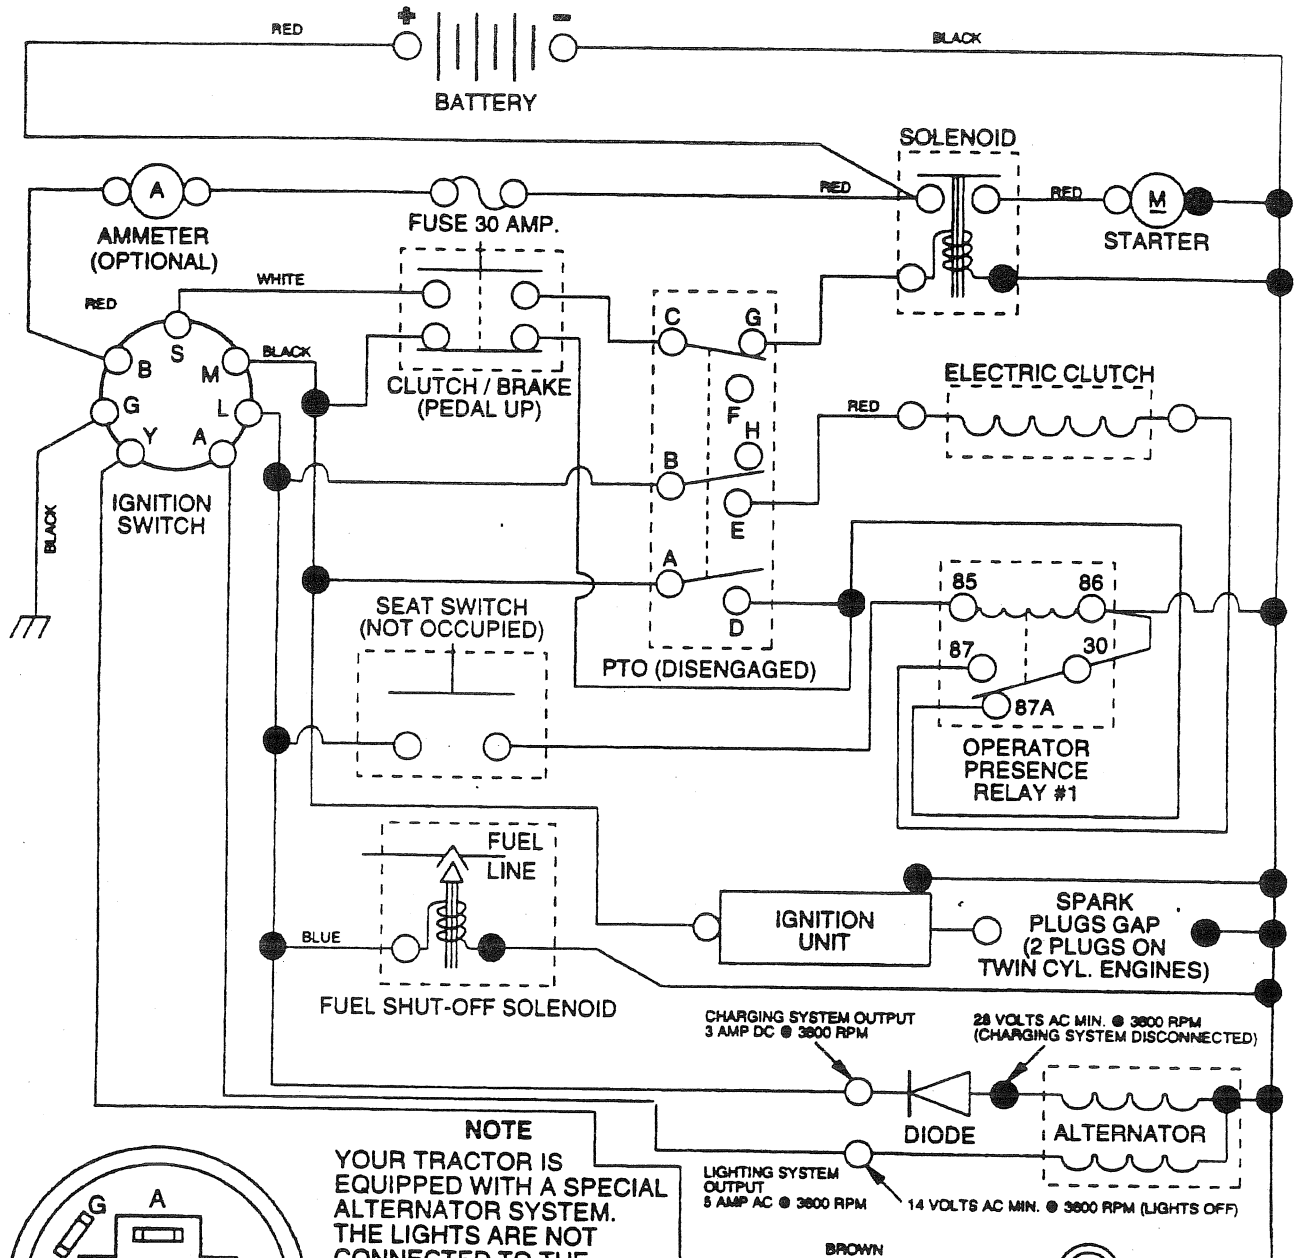 +
-
RED
BLACK
BATTERY
SOLENOID
A
RED
RED
M
AMMETER
(OPTIONAL)
FUSE 30 AMP.
STARTER
WHITE
RED
S
B
M
BLACK
C
G
G
L
Y
A
CLUTCH / BRAKE
(PEDAL UP)
ELECTRIC CLUTCH
F
RED
H
B
E
IGNITION
SWITCH
BLACK
A
D
SEAT SWITCH
(NOT OCCUPIED)
85
86
87
30
87A
PTO (DISENGAGED)
OPERATOR
PRESENCE
RELAY #1
FUEL
LINE
BLUE
FUEL SHUT-OFF SOLENOID
IGNITION
UNIT
SPARK
PLUGS GAP
(2 PLUGS ON
TWIN CYL. ENGINES)
CHARGING SYSTEM OUTPUT
3 AMP DC @ 3600 RPM
28 VOLTS AC MIN. @ 3600 RPM
(CHARGING SYSTEM DISCONNECTED)
DIODE
ALTERNATOR
LIGHTING SYSTEM
OUTPUT
5 AMP AC @ 3600 RPM
14 VOLTS AC MIN. @ 3600 RPM (LIGHTS OFF)
NOTE
YOUR TRACTOR IS
EQUIPPED WITH A SPECIAL
ALTERNATOR SYSTEM.
THE LIGHTS ARE NOT
CONNECTED TO THE
G
A
BROWN